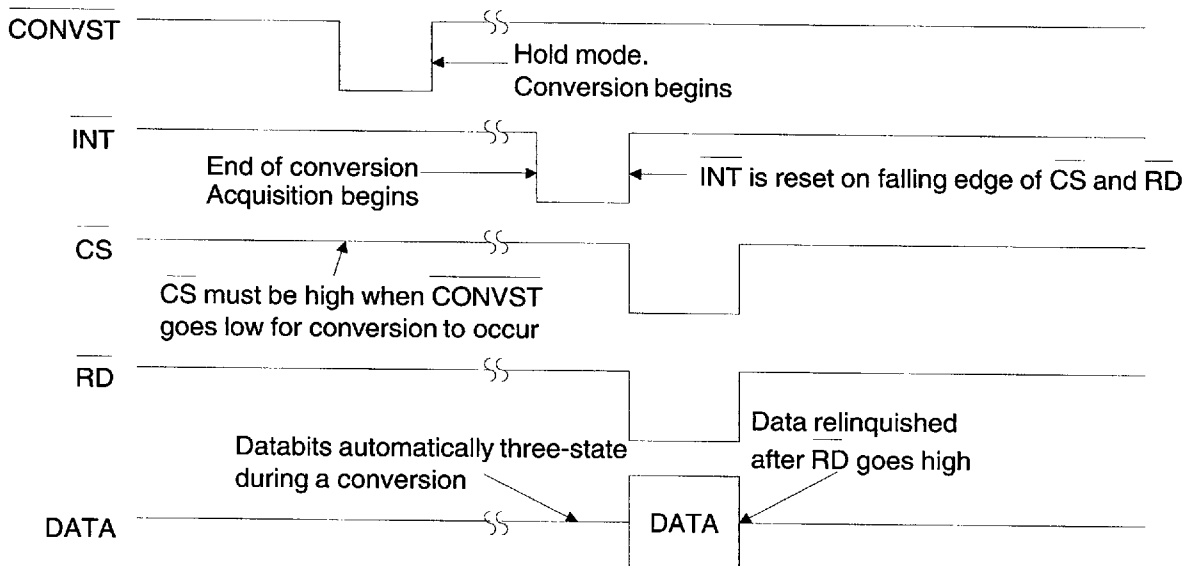 CONVST
Hold mode.
Conversion begins
INT
End of conversion
Acquisition begins
INT is reset on falling edge of CS and RD
CS
CS must be high when CONVST
goes low for conversion to occur
RD
Databits automatically three-state
during a conversion
Data relinquished
after RD goes high
DATA
DATA